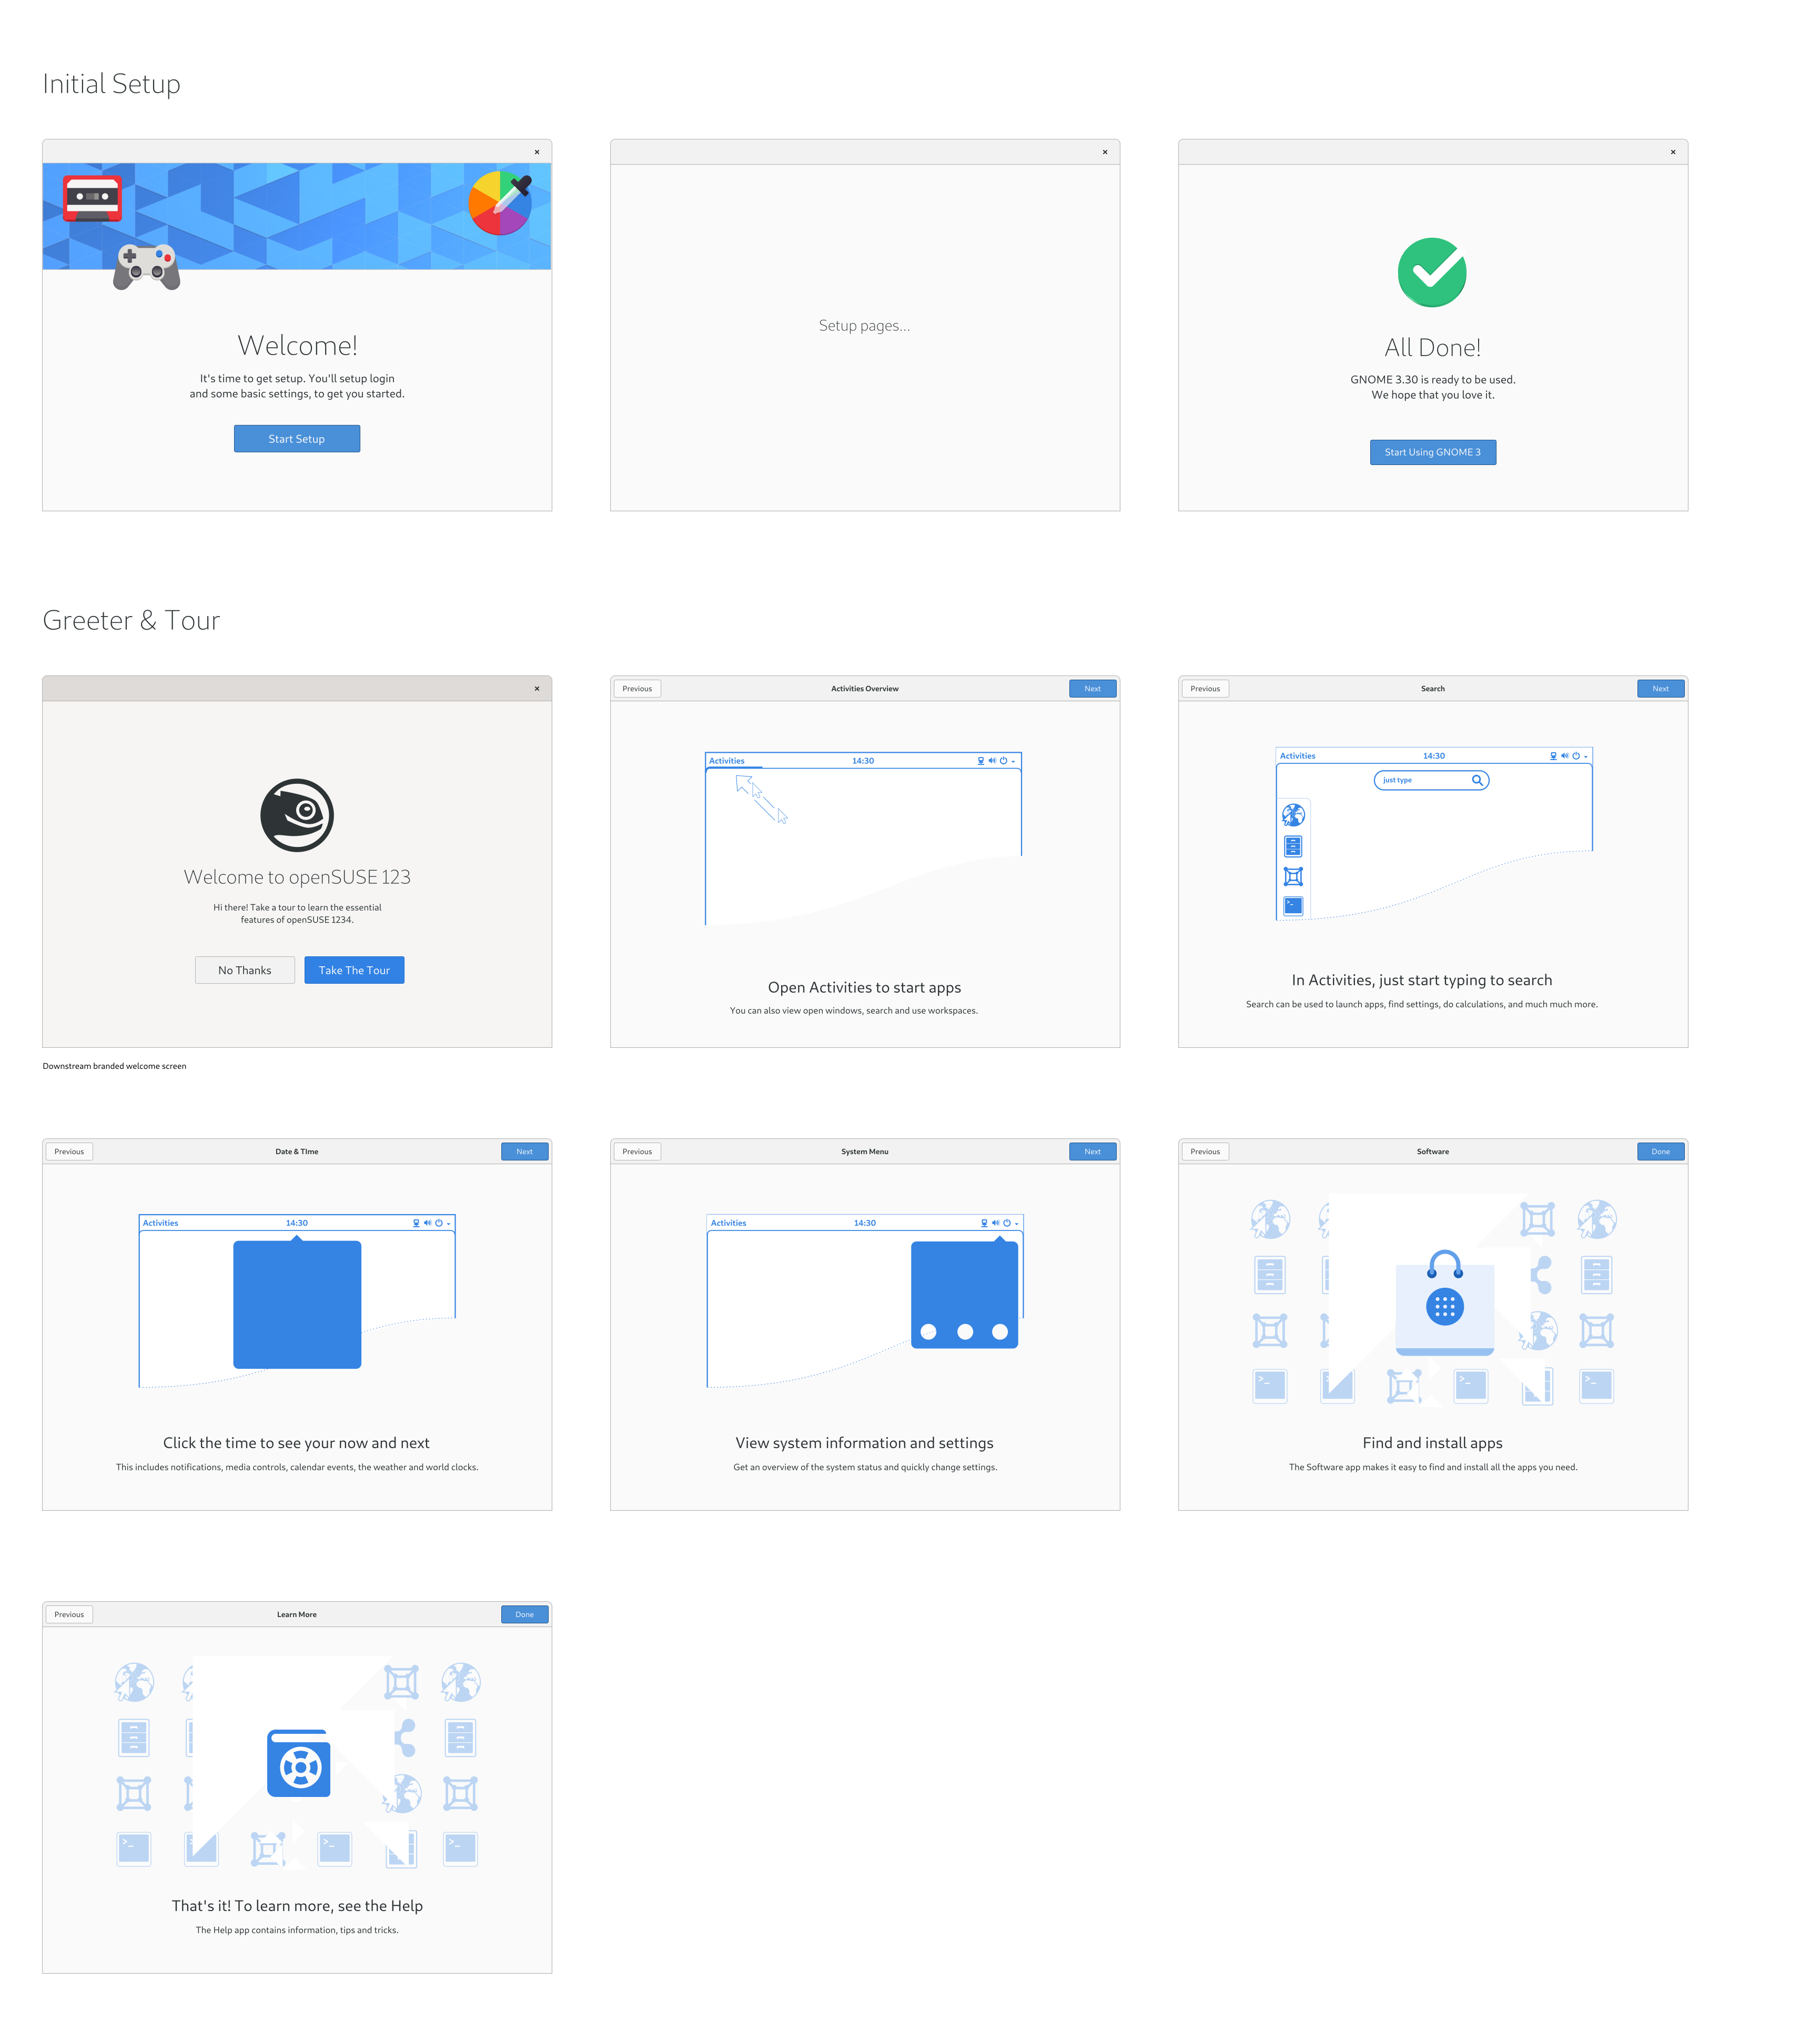 Initial Setup
Welcome!
It's time to get setup. You'll setup login
and some basic settings, to get you started.
Start Setup
Setup pages...
All Done!
GNOME 3.30 is ready to be used.
We hope that you love it.
Start Using GNOME 3
Greeter & Tour
Welcome to openSUSE 123
Hi there! Take a tour to learn the essential
features of openSUSE 1234.
No Thanks
Take The Tour
Downstream branded welcome screen
Previous
Activities Overview
Next
Activities
14:30
Open Activities to start apps
You can also view open windows, search and use workspaces.
Previous
Search
Next
Activities
14:30
just type
>_
In Activities, just start typing to search
Search can be used to launch apps, find settings, do calculations, and much much more.
Previous
Date & TIme
Next
Activities
14:30
Click the time to see your now and next
This includes notifications, media controls, calendar events, the weather and world clocks.
Previous
System Menu
Next
Activities
14:30
View system information and settings
Get an overview of the system status and quickly change settings.
Previous
Software
Done
>_
>_
>_
>_
Find and install apps
The Software app makes it easy to find and install all the apps you need.
Previous
Learn More
Done
>_
>_
>_
>_
That's it! To learn more, see the Help
The Help app contains information, tips and tricks.